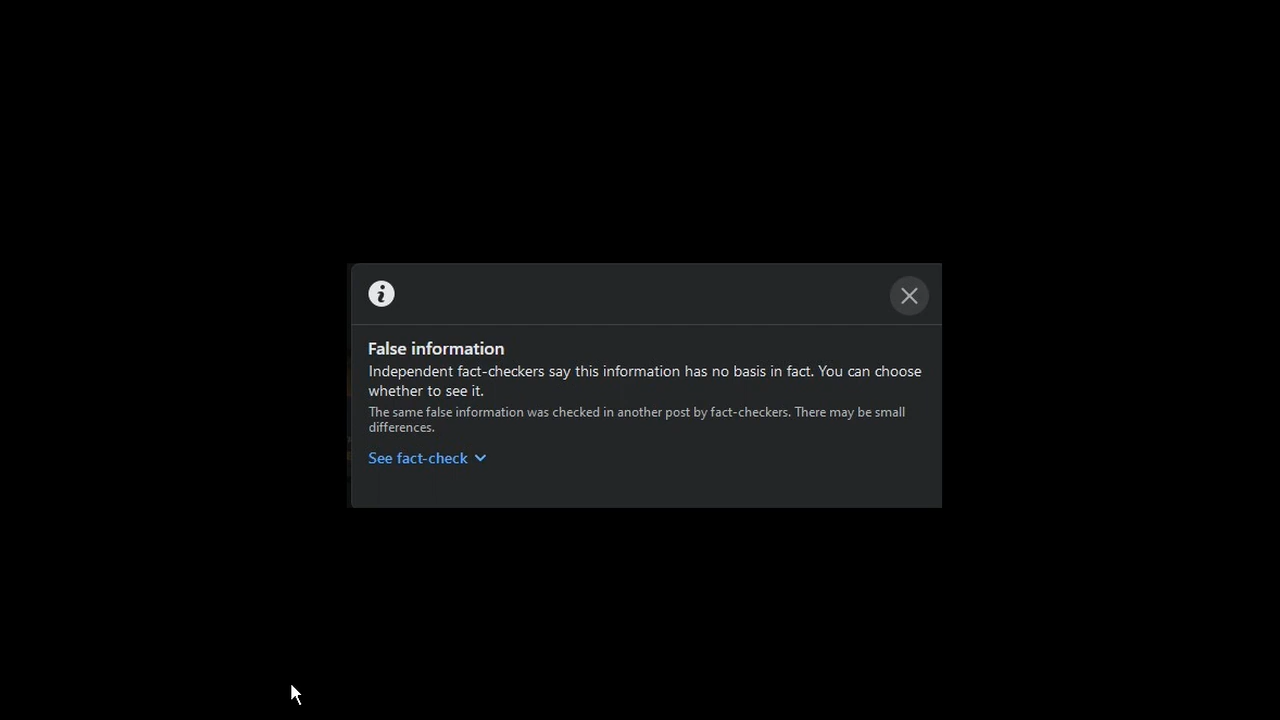 False information
Independent fact-checkers say this information has no basis in fact. You can choose
whether to see it.
The same false information was checked in another post by fact-checkers. There may be small
differences.
See fact-check